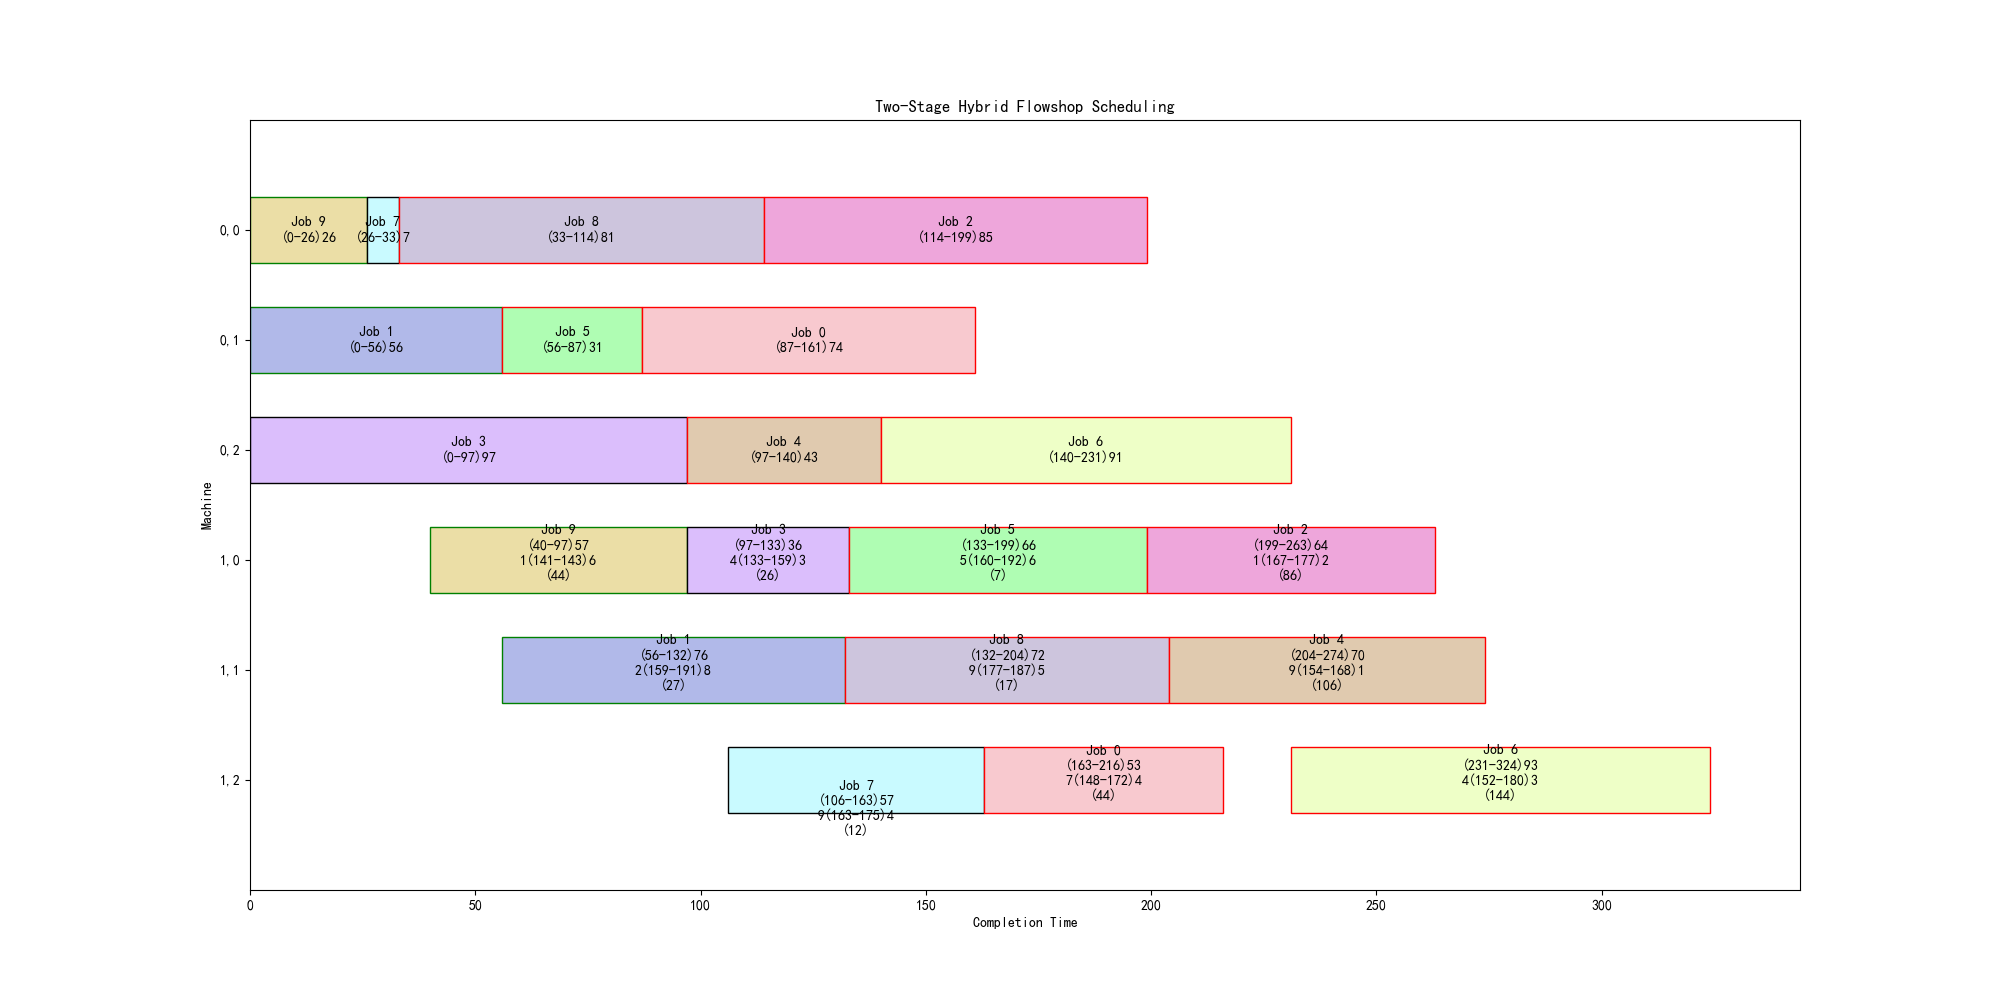 Two-Stage Hybrid Flowshop Scheduling
0,0
Job 9
(0-26)26
Job 7
(26-33)7
Job 8
(33-114)81
Job 2
(114-199)85
0,1
Job 1
(0-56)56
Job 5
(56-87)31
Job 0
(87-161)74
0,2
Job 3
(0-97)97
Job 4
(97-140)43
Job 6
(140-231)91
Machine
1,0
Job 9
(40-97)57
1(141-143)6
(44)
Job 3
(97-133)36
4(133-159)3
(26)
Job 5
(133-199)66
5(160-192)6
(7)
Job 2
(199-263)64
1(167-177)2
(86)
1,1
Job 1
(56-132)76
2(159-191)8
(27)
Job 8
(132-204)72
9(177-187)5
(17)
Job 4
(204-274)70
9(154-168)1
(106)
1,2
Job 7
(106-163)57
9(163-175)4
(12)
Job 0
(163-216)53
7(148-172)4
(44)
Job 6
(231-324)93
4(152-180)3
(144)
0
50
100
150
200
250
300
Completion Time